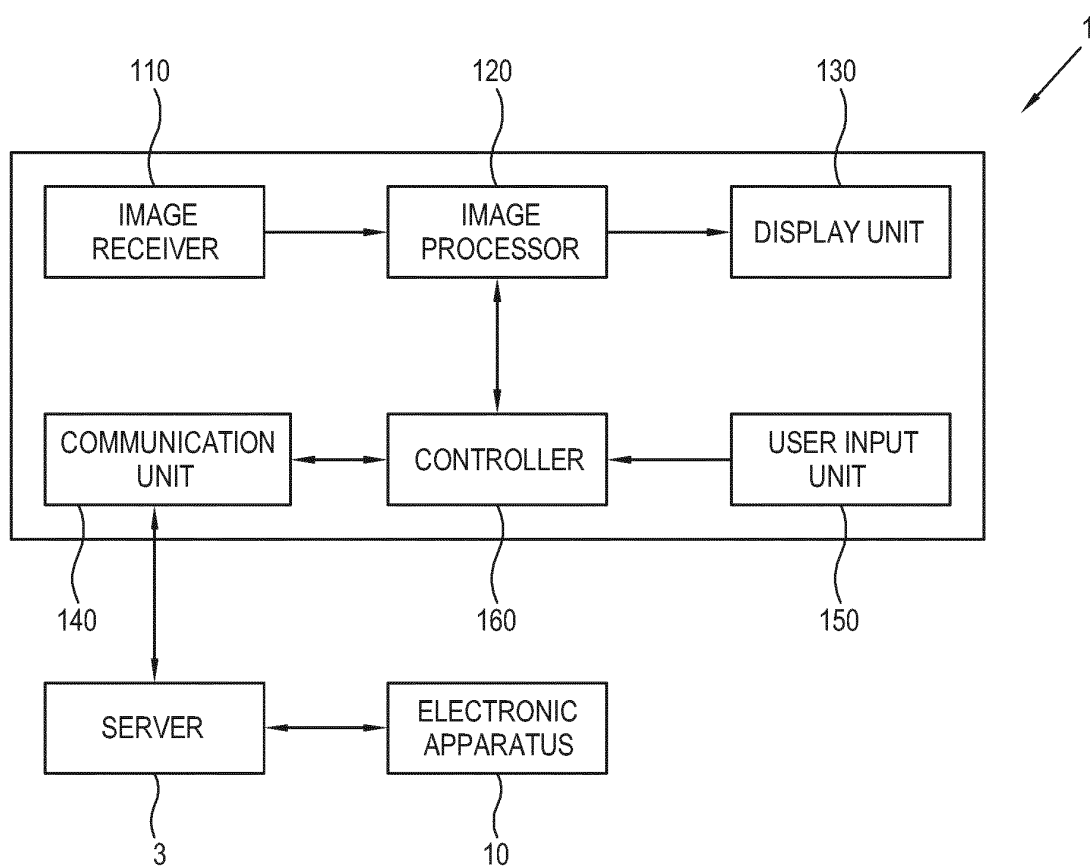 1
110
120
130
IMAGE
RECEIVER
IMAGE
PROCESSOR
DISPLAY UNIT
COMMUNICATION
UNIT
CONTROLLER
USER INPUT
UNIT
140
160
150
SERVER
ELECTRONIC
APPARATUS
3
10